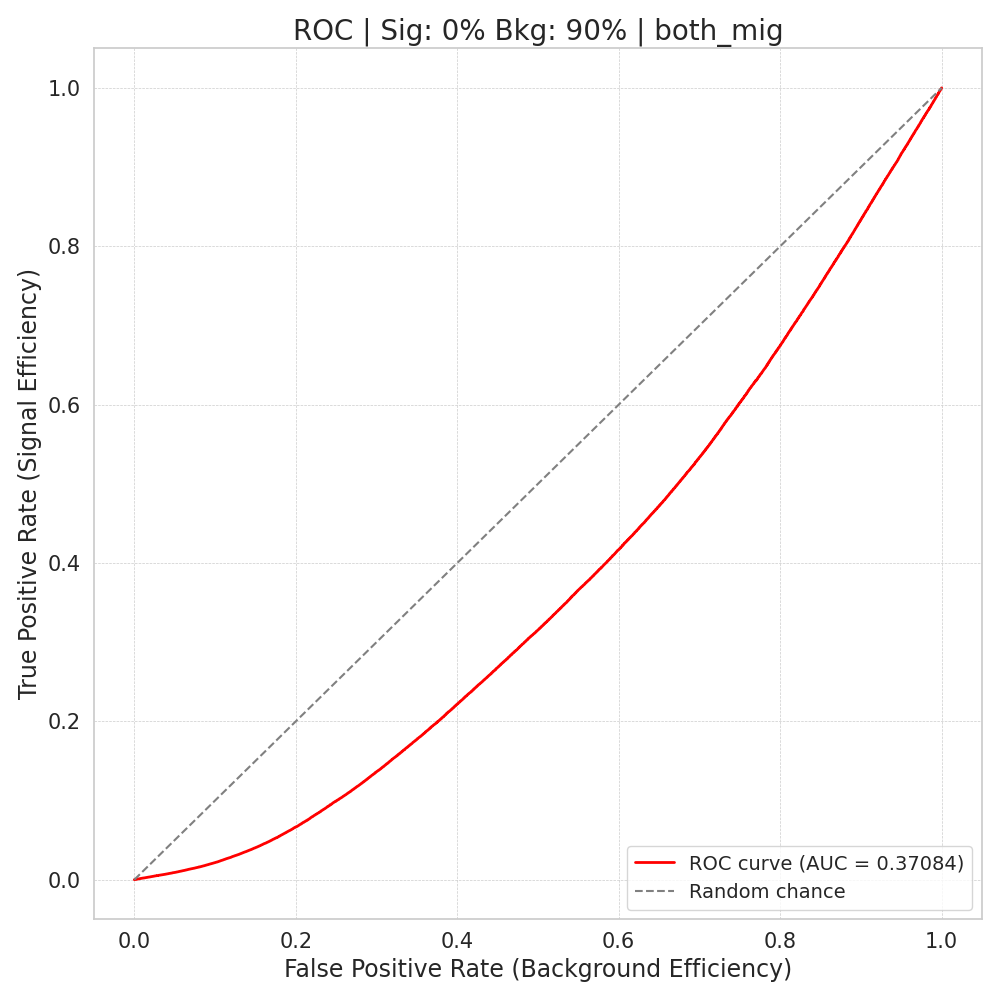 ROC | Sig: 0% Bkg: 90% | both_mig
True Positive Rate (Signal Efficiency)
1.0
0.8
0.6
0.4
0.2
0.0
0.0 0.2 0.4 0.6 0.8 1.0
False Positive Rate (Background Efficiency)
ROC curve (AUC = 0.37084)
Random chance